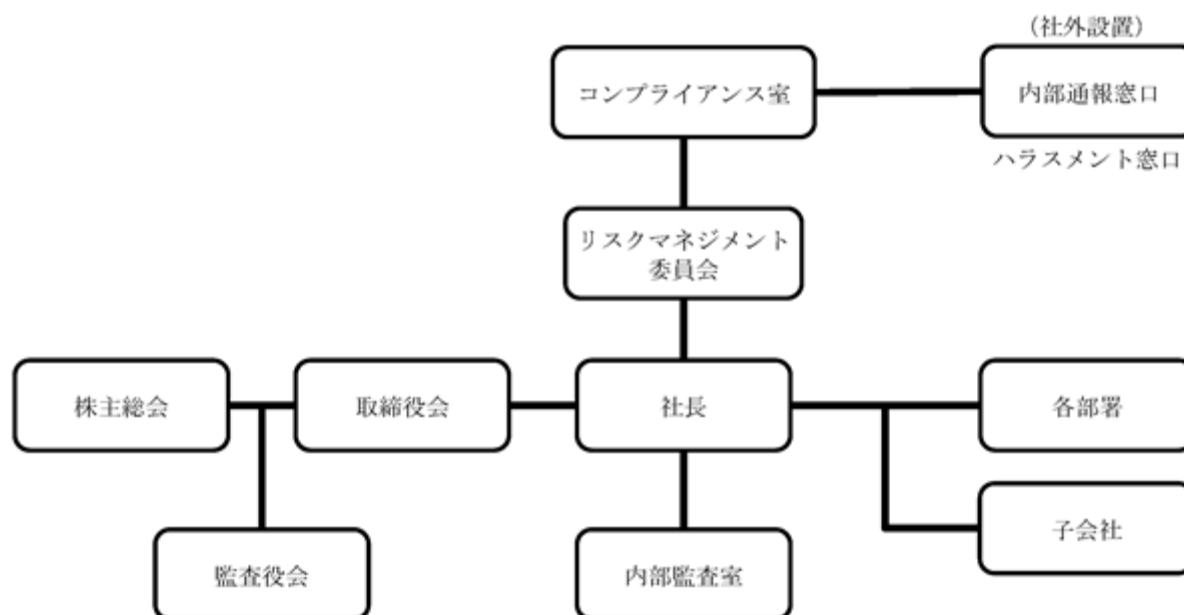 (社外設置)
コンプライアンス室
内部通報窓口
ハラスメント窓口
リスクマネジメント
委員会
株主総会
取締役会
社長
各部署
子会社
監査役会
内部監査室